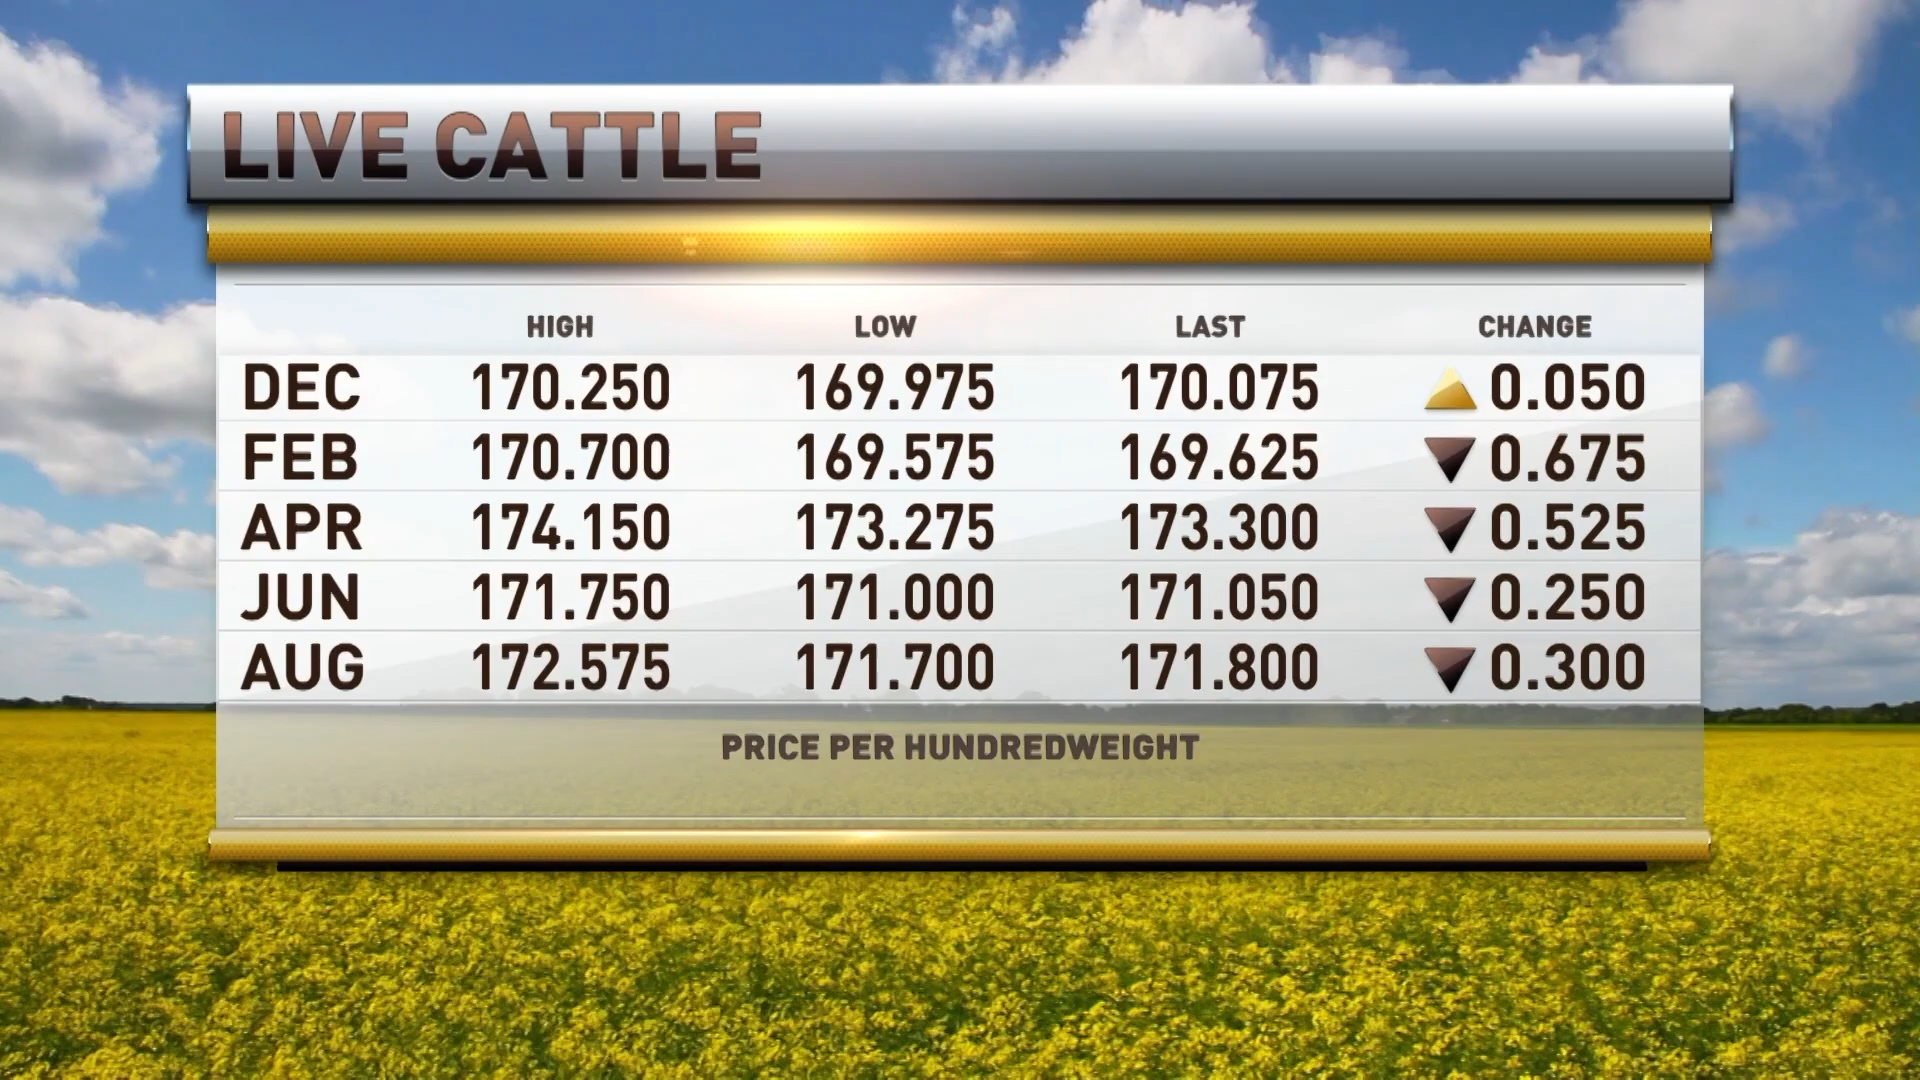 LIVE CATTLE
HIGH LOW LAST CHANGE
DEC 170.250 169.975 170.075 ▲ 0.050
FEB 170.700 169.575 169.625 ▼ 0.675
APR 174.150 173.275 173.300 ▼ 0.525
JUN 171.750 171.000 171.050 ▼ 0.250
AUG 172.575 171.700 171.800 ▼ 0.300
PRICE PER HUNDREDWEIGHT